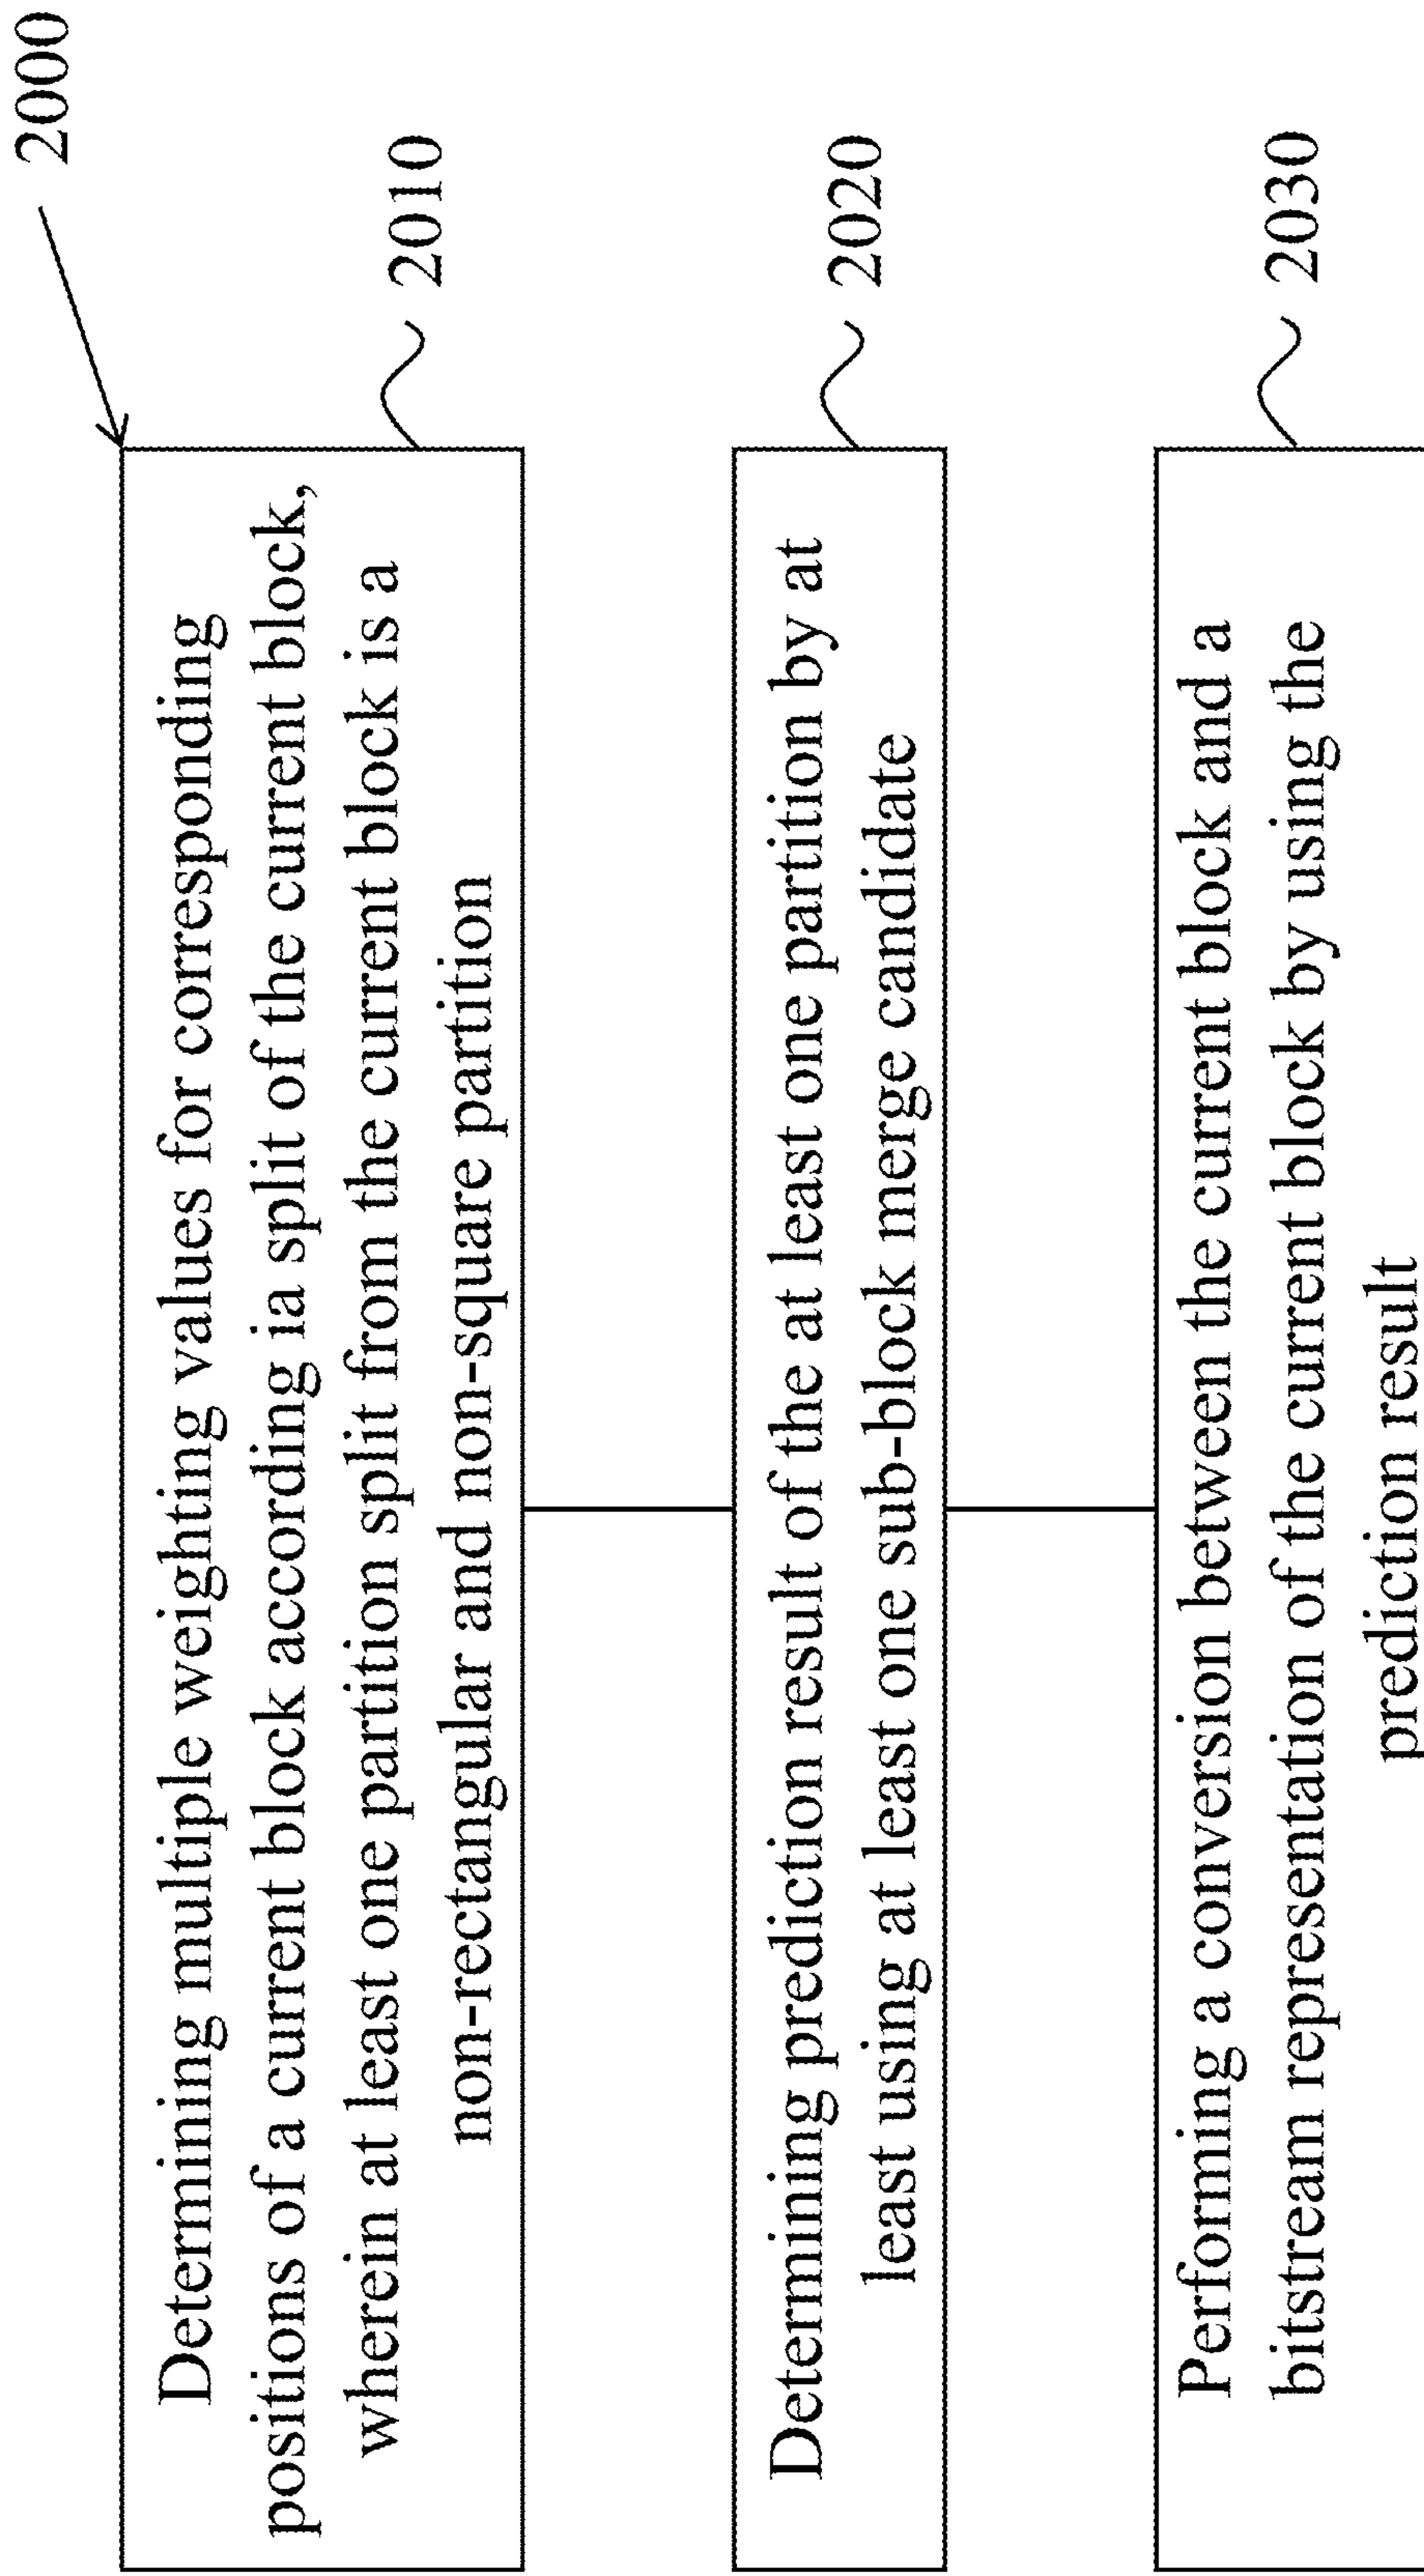 2000
Determining multiple weighting values for corresponding
positions of a current block according ia split of the current block,
wherein at least one partition split from the current block is a
non-rectangular and non-square partition
2010
Determining prediction result of the at least one partition by at
least using at least one sub-block merge candidate
2020
Performing a conversion between the current block and a
bitstream representation of the current block by using the
prediction result
2030